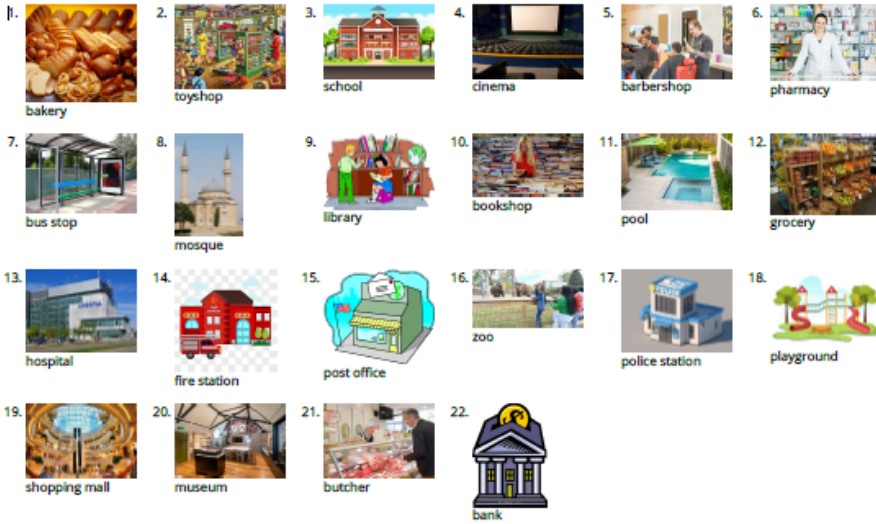 1. bakery
2. toyshop
3. school
4. cinema
5. barbershop
6. pharmacy
7. bus stop
8. mosque
9. library
10. bookshop
11. pool
12. grocery
13. hospital
14. fire station
15. post office
16. zoo
17. police station
18. playground
19. shopping mall
20. museum
21. butcher
22. bank